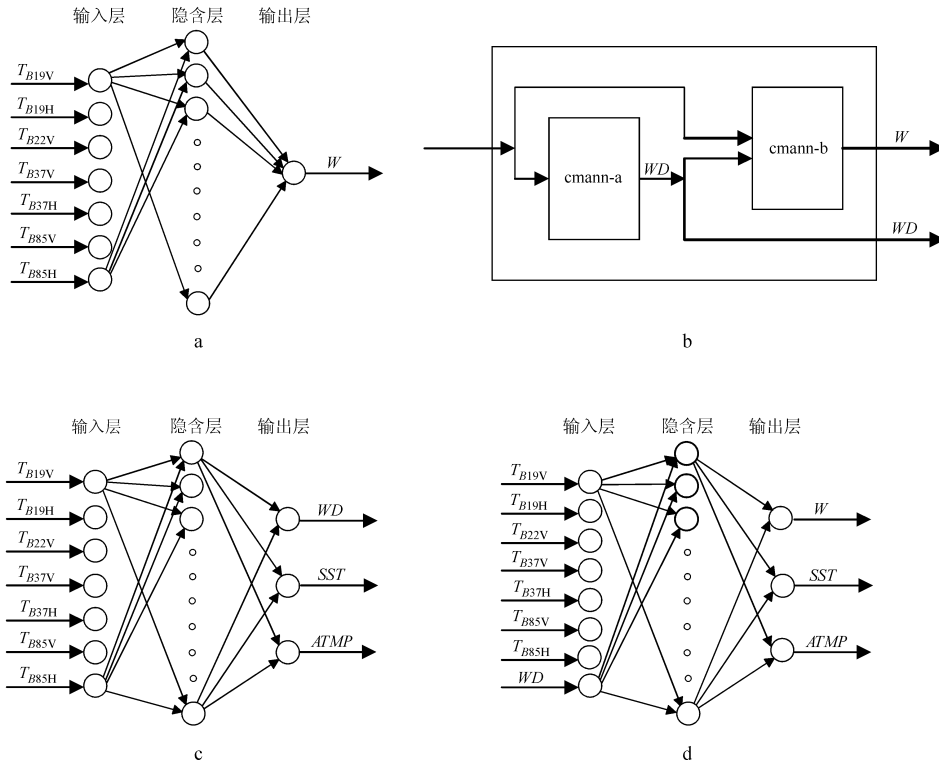 输入层 隐含层 输出层
TB19V
TB19H
TB22V
TB37V
TB37H
TB85V
TB85H
W
a
cmann-a
WD
cmann-b
W
WD
b
输入层 隐含层 输出层
TB19V
TB19H
TB22V
TB37V
TB37H
TB85V
TB85H
WD
SST
ATMP
c
输入层 隐含层 输出层
TB19V
TB19H
TB22V
TB37V
TB37H
TB85V
TB85H
WD
W
SST
ATMP
d